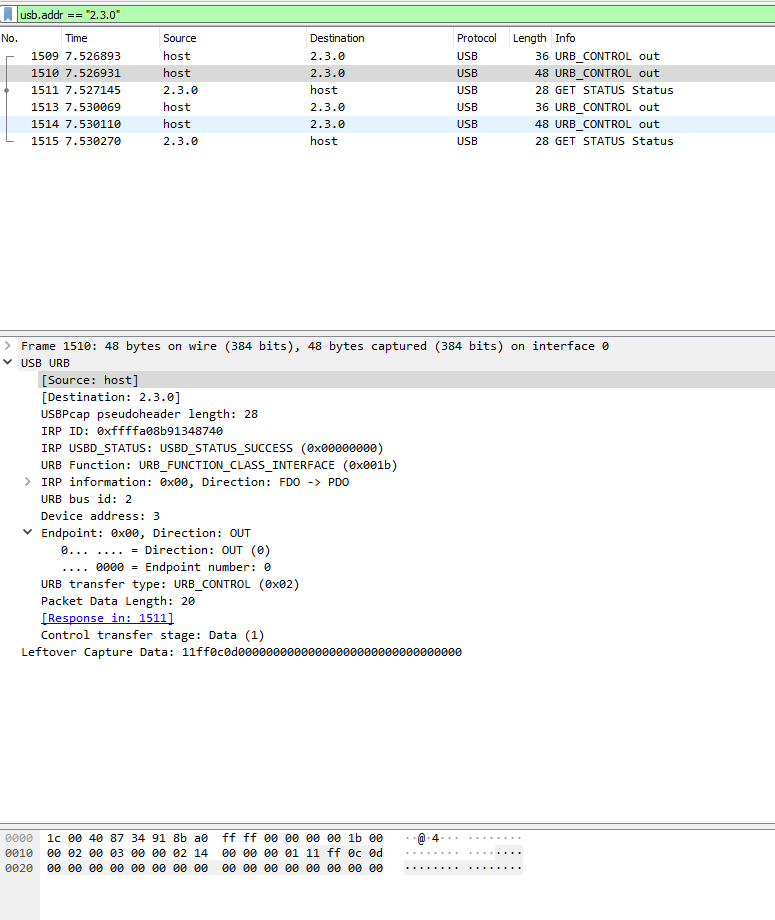 usb.addr == "2.3.0"
No. Time Source Destination Protocol Length Info
1509 7.526893 host 2.3.0 USB 36 URB_CONTROL out
1510 7.526931 host 2.3.0 USB 48 URB_CONTROL out
1511 7.527145 2.3.0 host USB 28 GET STATUS Status
1513 7.530069 host 2.3.0 USB 36 URB_CONTROL out
1514 7.530110 host 2.3.0 USB 48 URB_CONTROL out
1515 7.530270 2.3.0 host USB 28 GET STATUS Status
Frame 1510: 48 bytes on wire (384 bits), 48 bytes captured (384 bits) on interface 0
USB URB
[Source: host]
[Destination: 2.3.0]
USBPcap pseudoheader length: 28
IRP ID: 0xffffa08b91348740
IRP USBD_STATUS: USBD_STATUS_SUCCESS (0x00000000)
URB Function: URB_FUNCTION_CLASS_INTERFACE (0x001b)
IRP information: 0x00, Direction: FDO -> PDO
URB bus id: 2
Device address: 3
Endpoint: 0x00, Direction: OUT
0... .... = Direction: OUT (0)
.... 0000 = Endpoint number: 0
URB transfer type: URB_CONTROL (0x02)
Packet Data Length: 20
[Response in: 1511]
Control transfer stage: Data (1)
Leftover Capture Data: 11ff0c0d00000000000000000000000000000000
0000 1c 00 40 87 34 91 8b a0 ff ff 00 00 00 00 1b 00 ··@·4··· ········
0010 00 02 00 03 00 00 02 14 00 00 00 01 11 ff 0c 0d ········ ········
0020 00 00 00 00 00 00 00 00 00 00 00 00 00 00 00 00 ········ ········